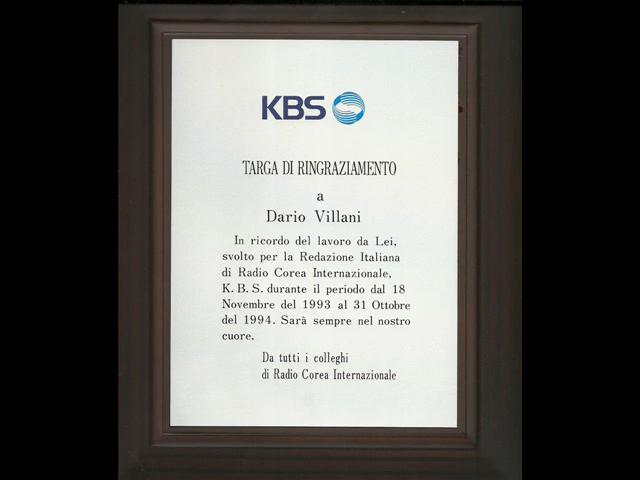 KBS
TARGA DI RINGRAZIAMENTO
a
Dario Villani
In ricordo del lavoro da Lei,
svolto per la Redazione Italiana
di Radio Corea Internazionale,
K. B. S. durante il periodo dal 18
Novembre del 1993 al 31 Ottobre
del 1994. Sarà sempre nel nostro
cuore.
Da tutti i colleghi
di Radio Corea Internazionale